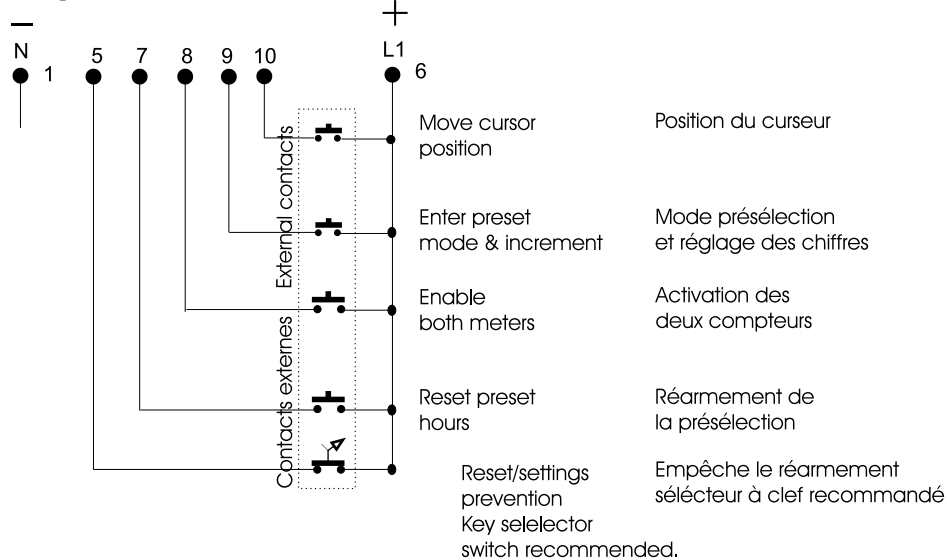 − +
N 1 5 7 8 9 10 L1 6
External contacts
Contacts externes
Move cursor
position
Position du curseur
Enter preset
mode & increment
Mode présélection
et réglage des chiffres
Enable
both meters
Activation des
deux compteurs
Reset preset
hours
Réarmement de
la présélection
Reset/settings
prevention
Key selelector
switch recommended.
Empêche le réarmement
sélécteur à clef recommandé